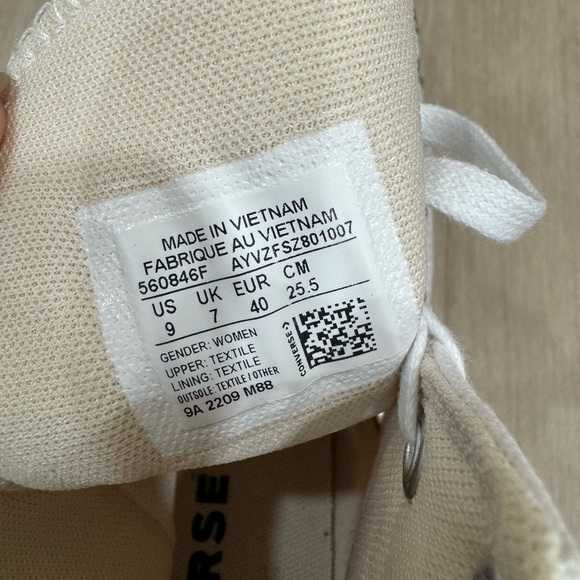 MADE IN VIETNAM
FABRIQUE AU VIETNAM
560846F AYVZFSZ801007
US UK EUR CM
9 7 40 25.5
GENDER: WOMEN
UPPER: TEXTILE
LINING: TEXTILE
OUTSOLE: TEXTILE / OTHER
9A 2209 M88
CONVERSE
RSE